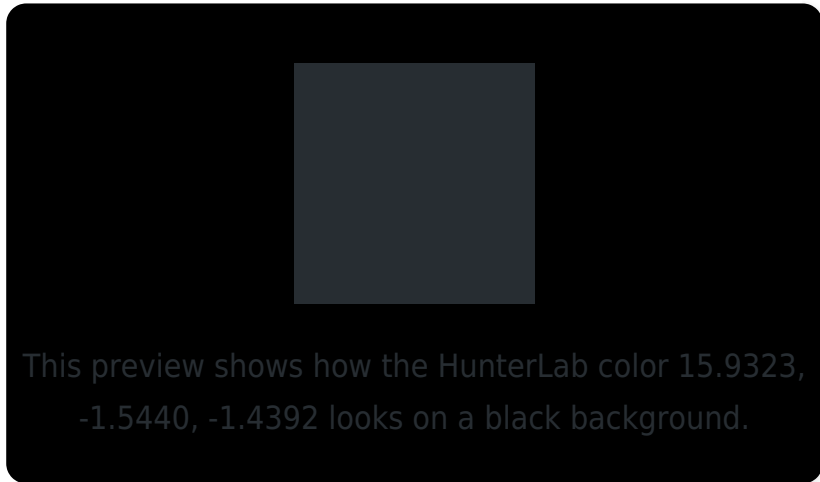 This preview shows how the HunterLab color 15.9323,
-1.5440, -1.4392 looks on a black background.